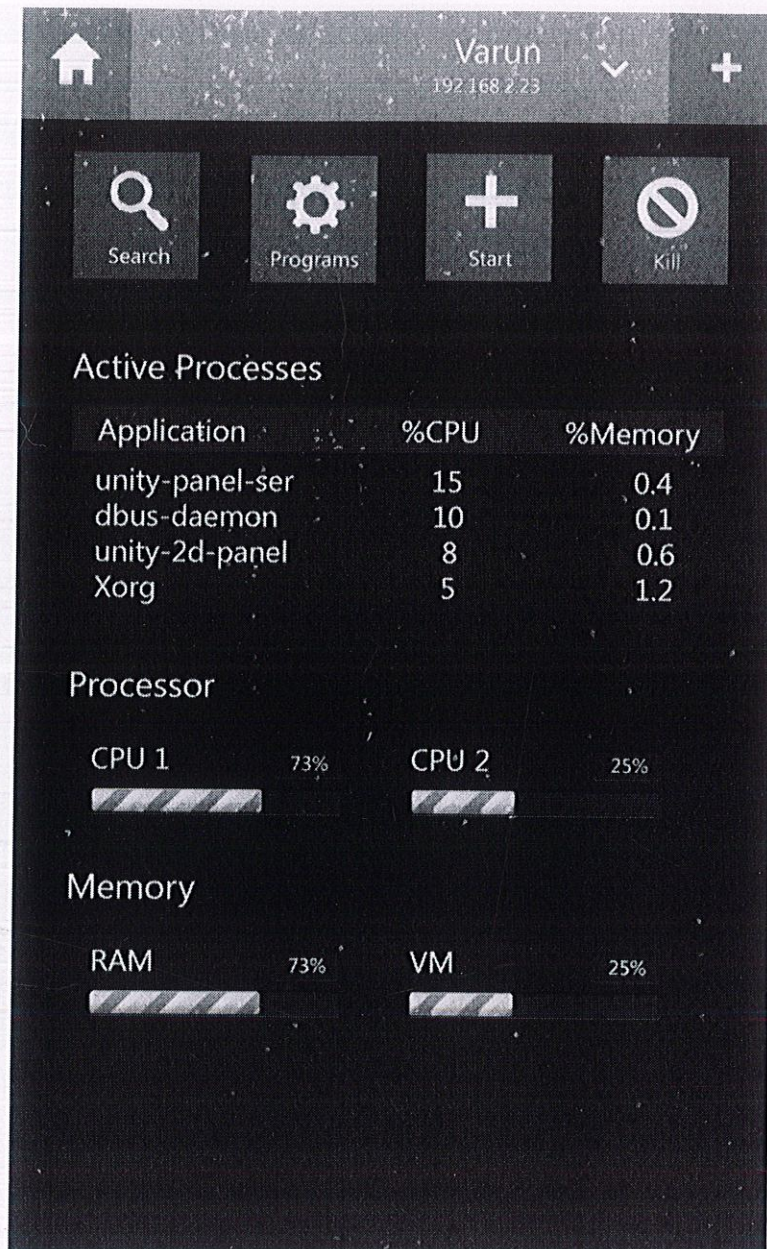 Varun
192.168.2.23
Search Programs Start Kill
Active Processes
Application %CPU %Memory
unity-panel-ser 15 0.4
dbus-daemon 10 0.1
unity-2d-panel 8 0.6
Xorg 5 1.2
Processor
CPU 1 73% CPU 2 25%
Memory
RAM 73% VM 25%